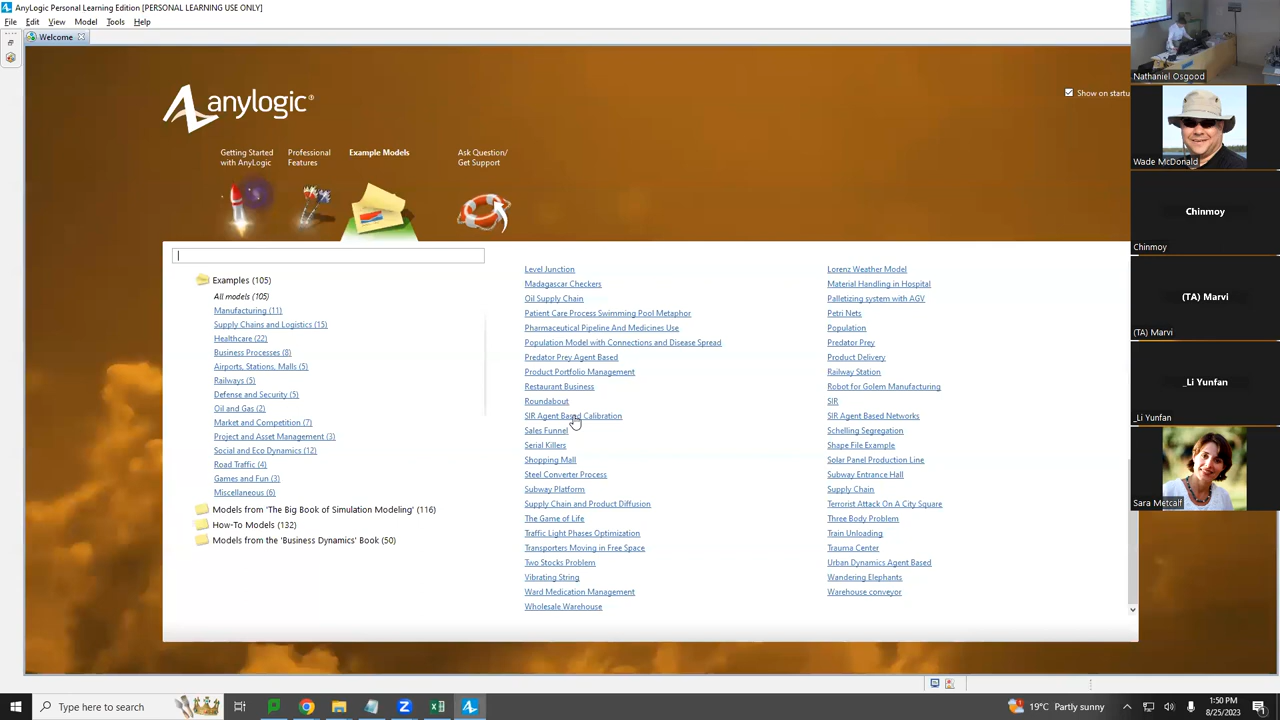 AnyLogic Personal Learning Edition [PERSONAL LEARNING USE ONLY]
File Edit View Model Tools Help
Welcome
anylogic®
Show on startu
Getting Started with AnyLogic
Professional Features
Example Models
Ask Question/ Get Support
Examples (105)
All models (105)
Manufacturing (11)
Supply Chains and Logistics (15)
Healthcare (22)
Business Processes (8)
Airports, Stations, Malls (5)
Railways (5)
Defense and Security (5)
Oil and Gas (2)
Market and Competition (7)
Project and Asset Management (3)
Social and Eco Dynamics (12)
Road Traffic (4)
Games and Fun (3)
Miscellaneous (6)
Models from 'The Big Book of Simulation Modeling' (116)
How-To Models (132)
Models from the 'Business Dynamics' Book (50)
Level Junction
Madagascar Checkers
Oil Supply Chain
Patient Care Process Swimming Pool Metaphor
Pharmaceutical Pipeline And Medicines Use
Population Model with Connections and Disease Spread
Predator Prey Agent Based
Product Portfolio Management
Restaurant Business
Roundabout
SIR Agent Based Calibration
Sales Funnel
Serial Killers
Shopping Mall
Steel Converter Process
Subway Platform
Supply Chain and Product Diffusion
The Game of Life
Traffic Light Phases Optimization
Transporters Moving in Free Space
Two Stocks Problem
Vibrating String
Ward Medication Management
Wholesale Warehouse
Lorenz Weather Model
Material Handling in Hospital
Palletizing system with AGV
Petri Nets
Population
Predator Prey
Product Delivery
Railway Station
Robot for Golem Manufacturing
SIR
SIR Agent Based Networks
Schelling Segregation
Shape File Example
Solar Panel Production Line
Subway Entrance Hall
Supply Chain
Terrorist Attack On A City Square
Three Body Problem
Train Unloading
Trauma Center
Urban Dynamics Agent Based
Wandering Elephants
Warehouse conveyor
Nathaniel Osgood
Wade McDonald
Chinmoy
Chinmoy
(TA) Marvi
(TA) Marvi
_Li Yunfan
_Li Yunfan
Sara Metcalf
Type here to search
19°C Partly sunny
1:50 PM
8/25/2023